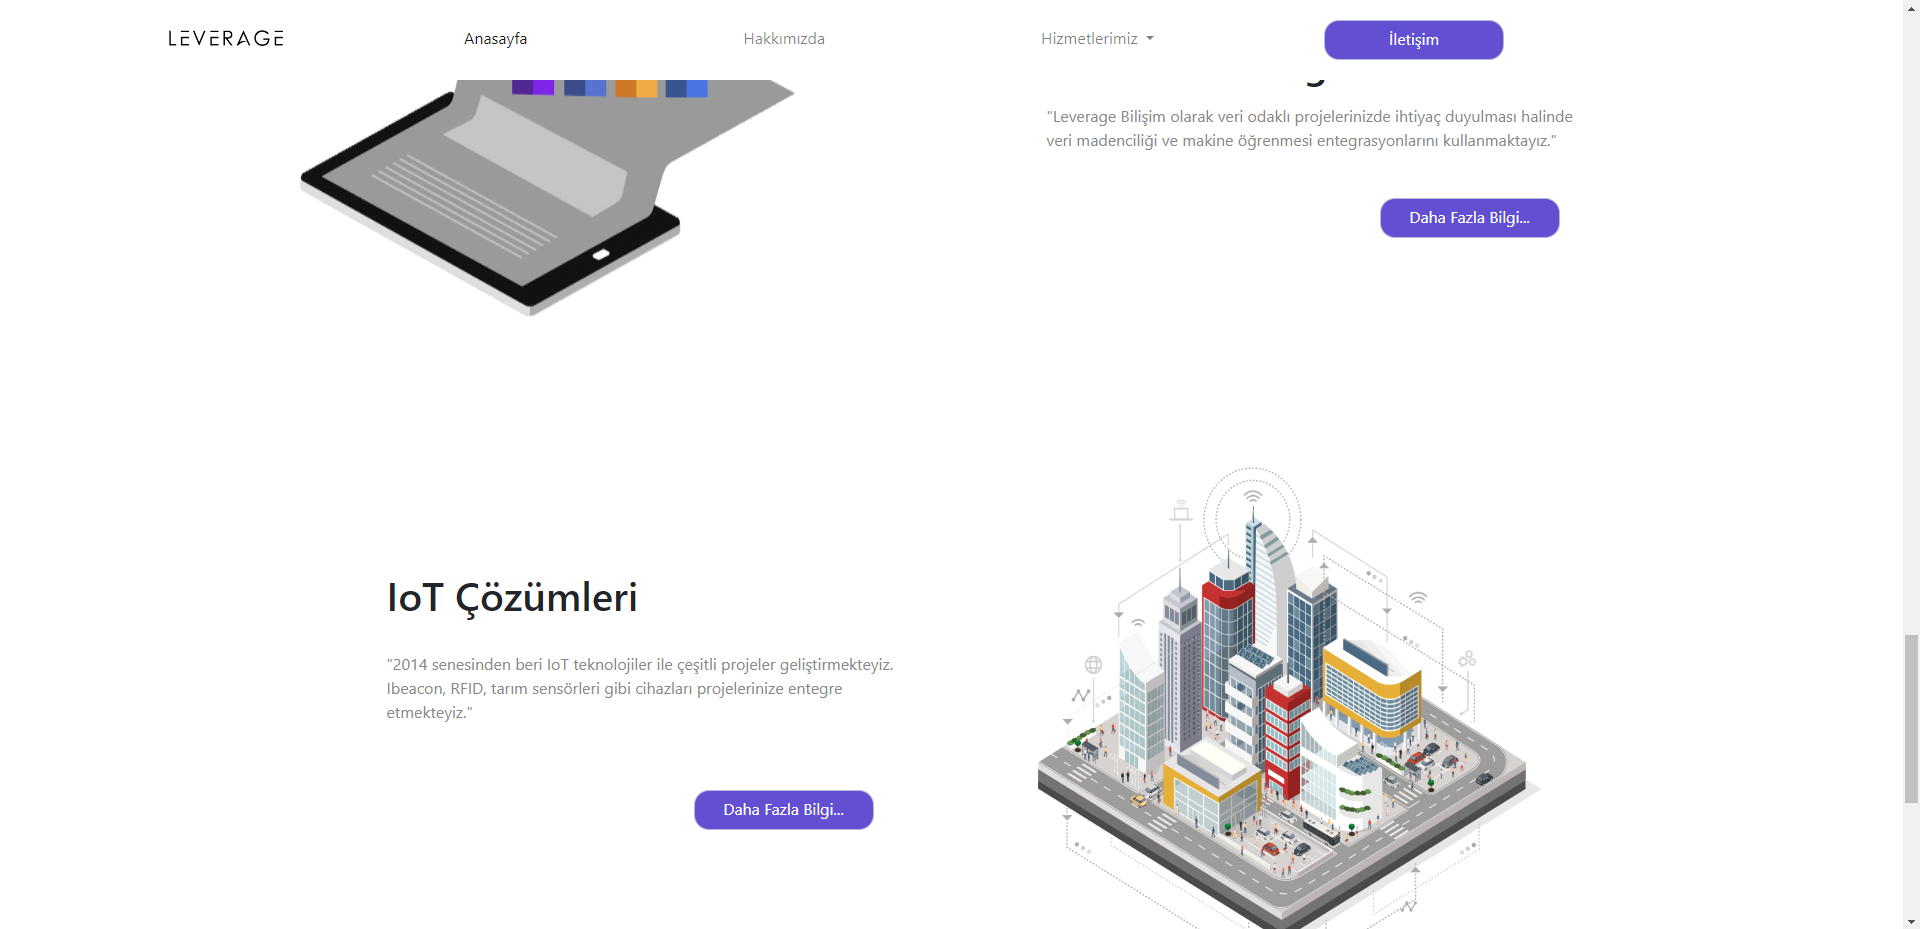 LEVERAGE
Anasayfa
Hakkımızda
Hizmetlerimiz
İletişim
"Leverage Bilişim olarak veri odaklı projelerinizde ihtiyaç duyulması halinde
veri madenciliği ve makine öğrenmesi entegrasyonlarını kullanmaktayız."
Daha Fazla Bilgi...
IoT Çözümleri
"2014 senesinden beri IoT teknolojiler ile çeşitli projeler geliştirmekteyiz.
Ibeacon, RFID, tarım sensörleri gibi cihazları projelerinize entegre
etmekteyiz."
Daha Fazla Bilgi...